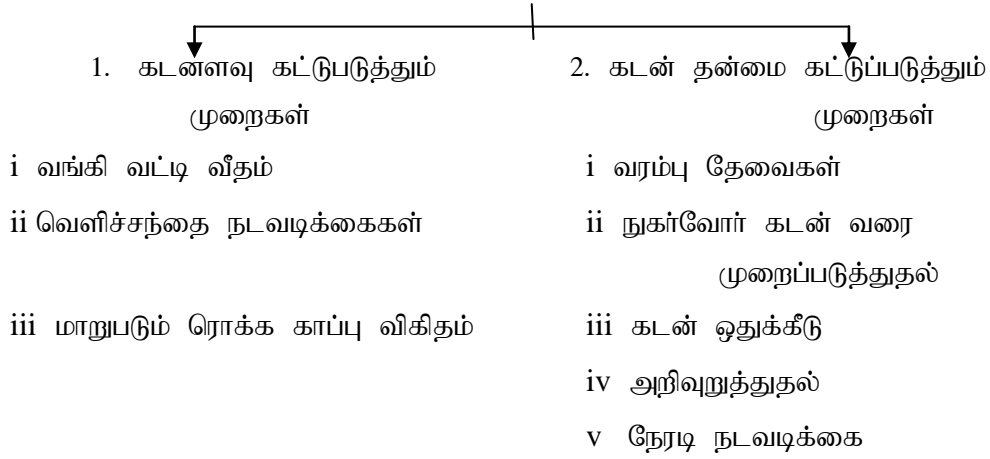 1. கடனளவு கட்டுபடுத்தும்
முறைகள்
i வங்கி வட்டி வீதம்
ii வெளிச்சந்தை நடவடிக்கைகள்
iii மாறுபடும் ரொக்க காப்பு விகிதம்
2. கடன் தன்மை கட்டுப்படுத்தும்
முறைகள்
i வரம்பு தேவைகள்
ii நுகர்வோர் கடன் வரை
முறைப்படுத்துதல்
iii கடன் ஒதுக்கீடு
iv அறிவுறுத்துதல்
v நேரடி நடவடிக்கை